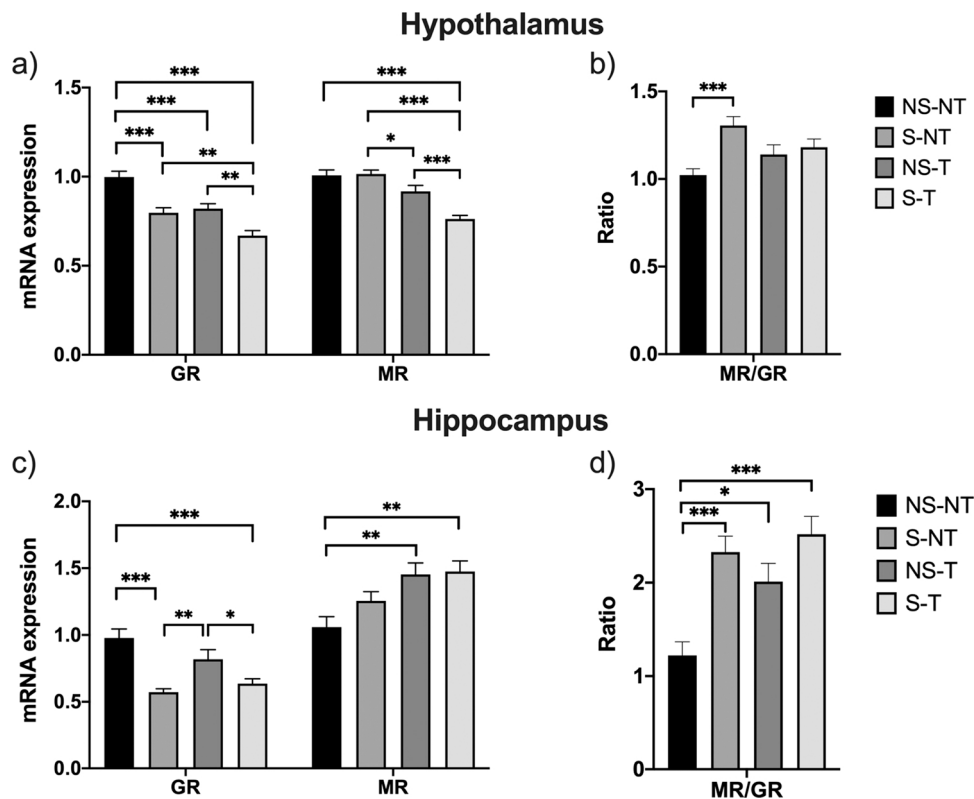 Hypothalamus
a)
mRNA expression
1.5
1.0
0.5
0.0
***
***
***
**
**
***
***
*
***
GR
MR
b)
Ratio
1.5
1.0
0.5
0.0
***
MR/GR
NS-NT
S-NT
NS-T
S-T
Hippocampus
c)
mRNA expression
2.0
1.5
1.0
0.5
0.0
***
***
**
*
**
**
GR
MR
d)
Ratio
3
2
1
0
***
*
***
MR/GR
NS-NT
S-NT
NS-T
S-T